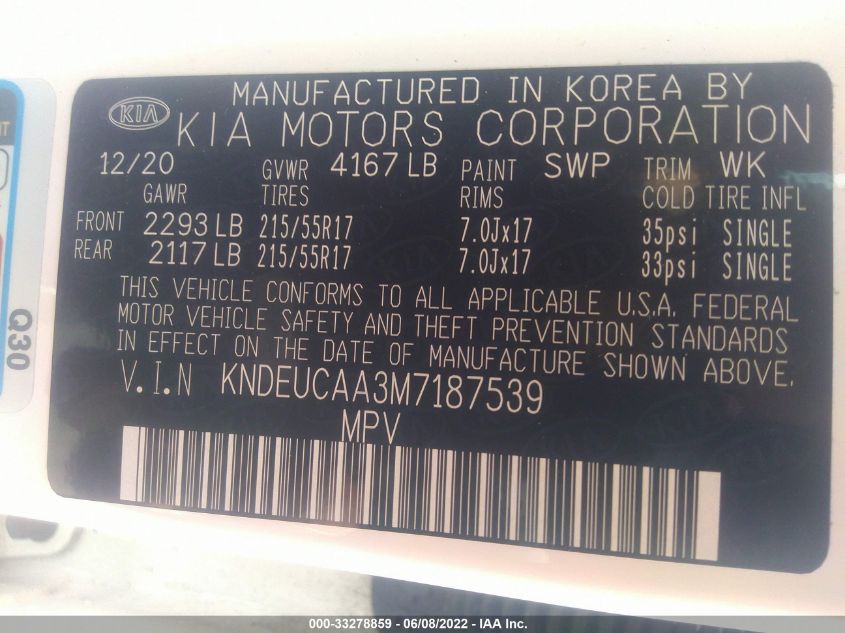 MANUFACTURED IN KOREA BY
KIA KIA MOTORS CORPORATION
12/20 GVWR 4167 LB PAINT SWP TRIM WK
GAWR TIRES RIMS COLD TIRE INFL
FRONT 2293 LB 215/55R17 7.0Jx17 35psi SINGLE
REAR 2117 LB 215/55R17 7.0Jx17 33psi SINGLE
THIS VEHICLE CONFORMS TO ALL APPLICABLE U.S.A. FEDERAL
MOTOR VEHICLE SAFETY AND THEFT PREVENTION STANDARDS
IN EFFECT ON THE DATE OF MANUFACTURE SHOWN ABOVE.
V.I.N KNDEUCAA3M7187539
MPV
Q30
000-33278859 - 06/08/2022 - IAA Inc.